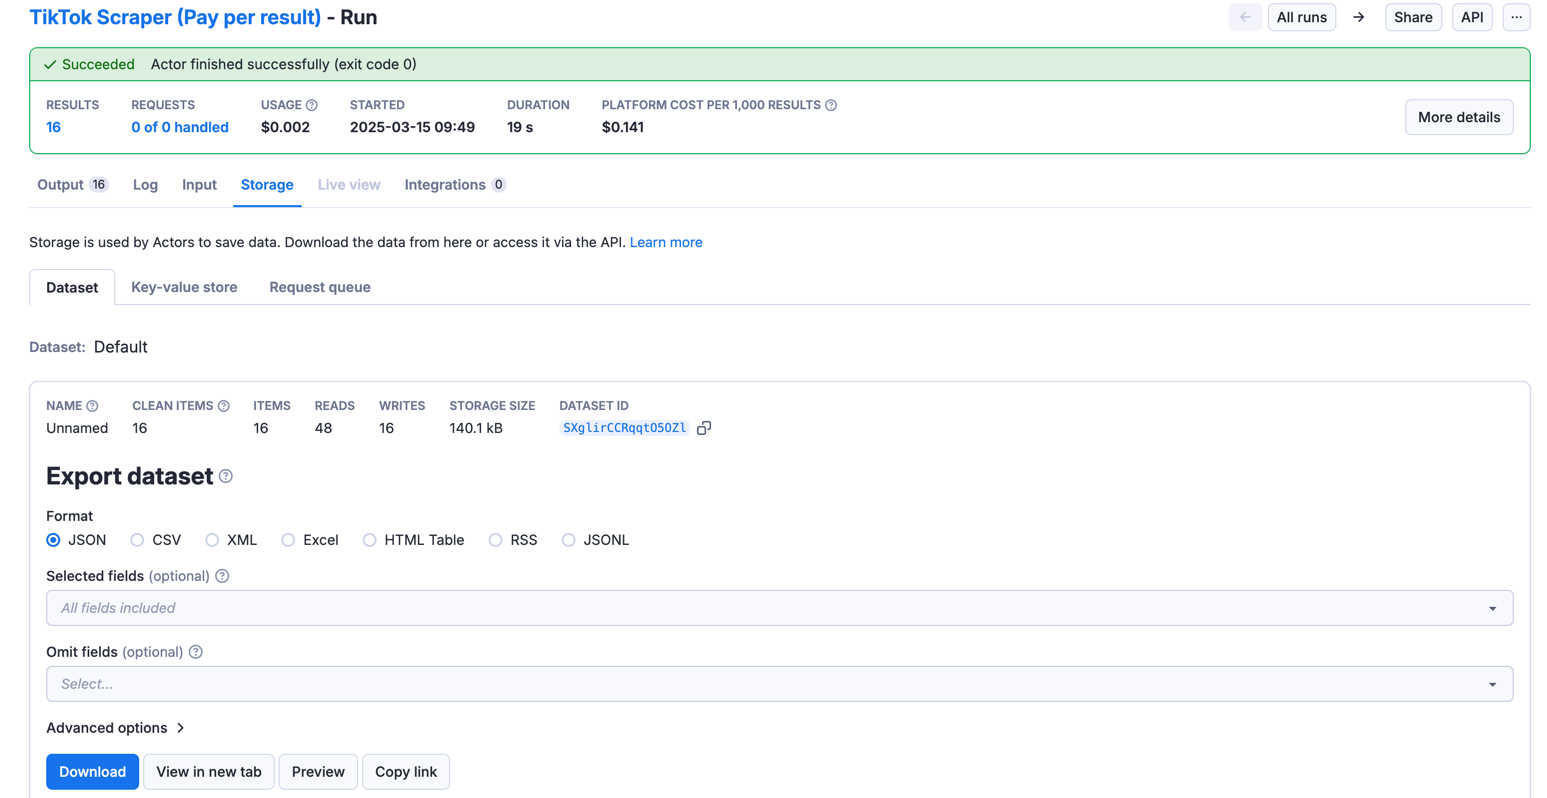 TikTok Scraper (Pay per result) - Run
All runs
Share
API
Succeeded Actor finished successfully (exit code 0)
RESULTS REQUESTS USAGE STARTED DURATION PLATFORM COST PER 1,000 RESULTS
16 0 of 0 handled $0.002 2025-03-15 09:49 19 s $0.141
More details
Output 16 Log Input Storage Live view Integrations 0
Storage is used by Actors to save data. Download the data from here or access it via the API. Learn more
Dataset Key-value store Request queue
Dataset: Default
NAME CLEAN ITEMS ITEMS READS WRITES STORAGE SIZE DATASET ID
Unnamed 16 16 48 16 140.1 kB SXglirCCRqqtO5OZl
Export dataset
Format
JSON CSV XML Excel HTML Table RSS JSONL
Selected fields (optional)
All fields included
Omit fields (optional)
Select...
Advanced options
Download View in new tab Preview Copy link